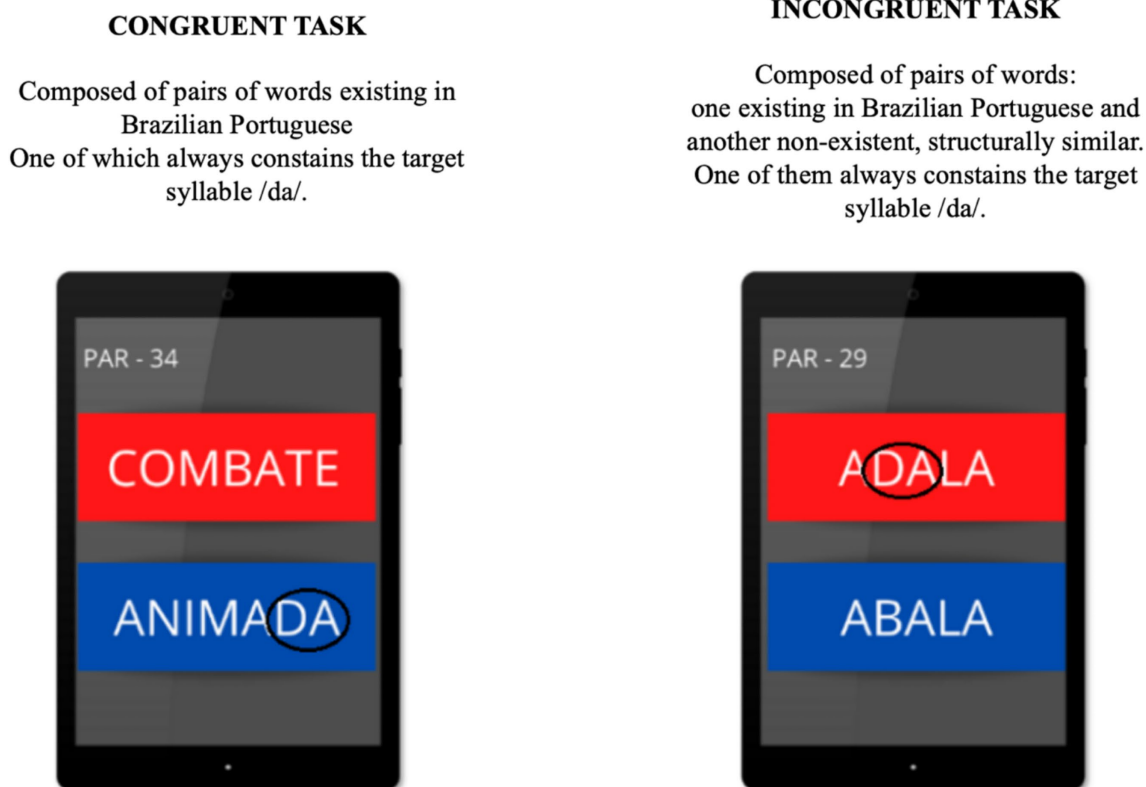 CONGRUENT TASK
Composed of pairs of words existing in
Brazilian Portuguese
One of which always constains the target
syllable /da/.
PAR - 34
COMBATE
ANIMADA
INCONGRUENT TASK
Composed of pairs of words:
one existing in Brazilian Portuguese and
another non-existent, structurally similar.
One of them always constains the target
syllable /da/.
PAR - 29
ADALA
ABALA